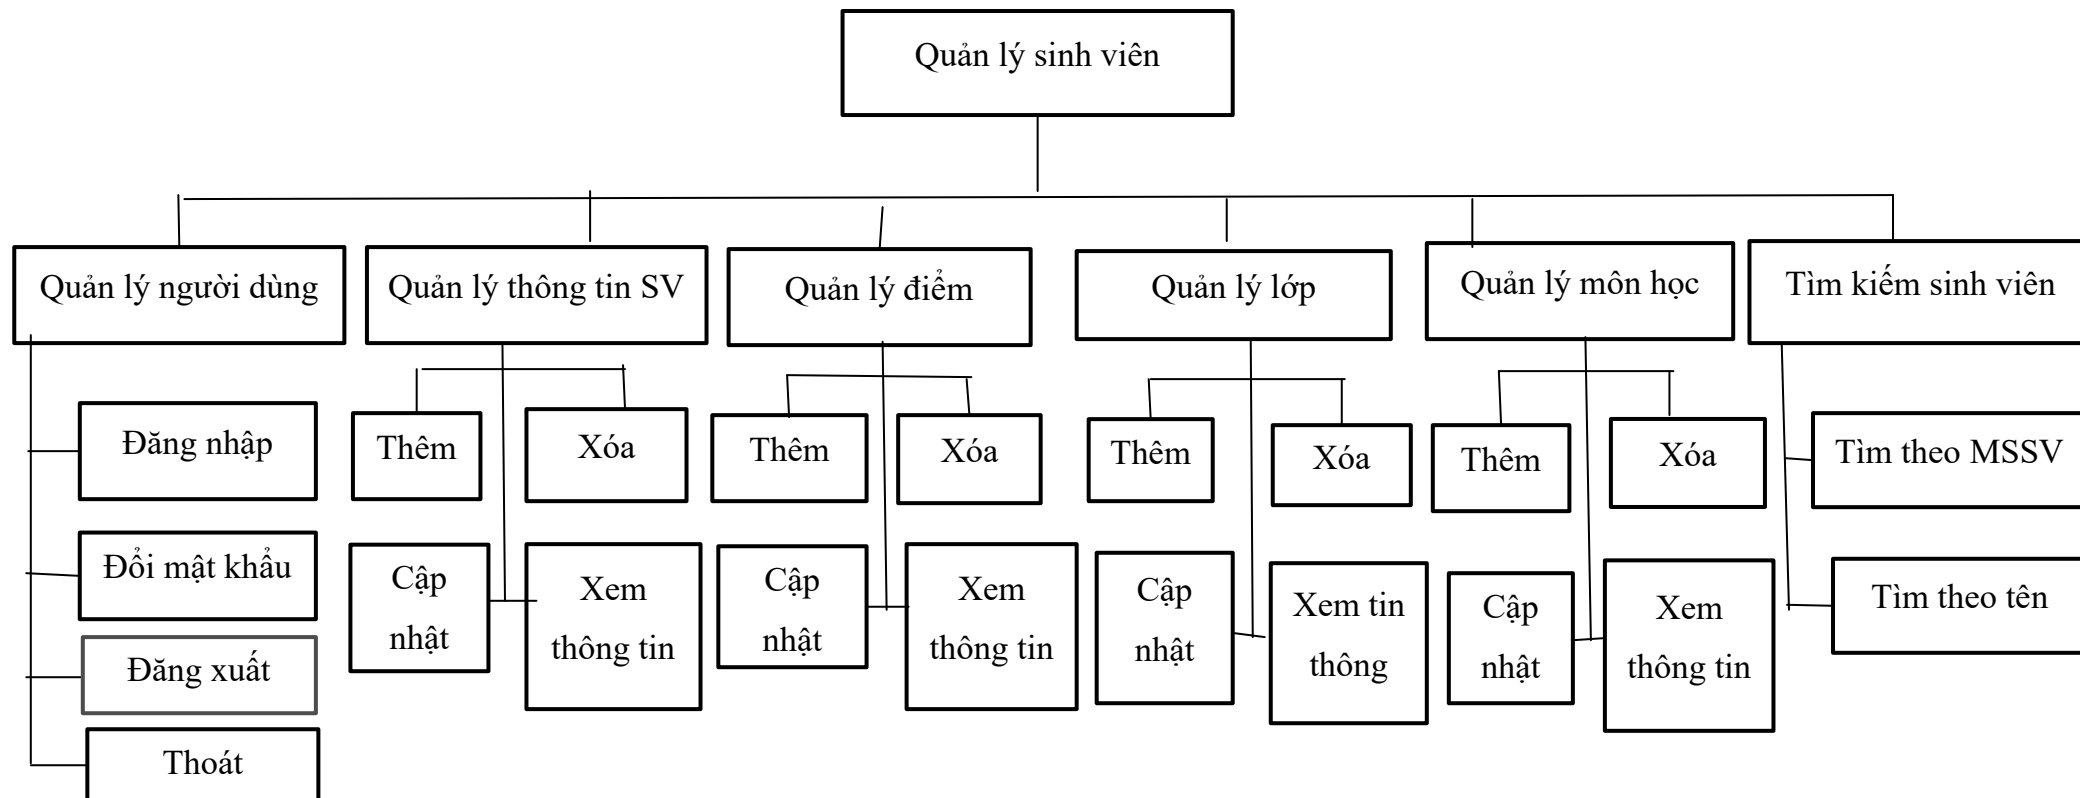 Quản lý sinh viên
Quản lý người dùng
Quản lý thông tin SV
Quản lý điểm
Quản lý lớp
Quản lý môn học
Tìm kiếm sinh viên
Đăng nhập
Đổi mật khẩu
Đăng xuất
Thoát
Thêm
Xóa
Cập
nhật
Xem
thông tin
Thêm
Xóa
Cập
nhật
Xem
thông tin
Thêm
Xóa
Cập
nhật
Xem tin
thông
Thêm
Xóa
Cập
nhật
Xem
thông tin
Tìm theo MSSV
Tìm theo tên